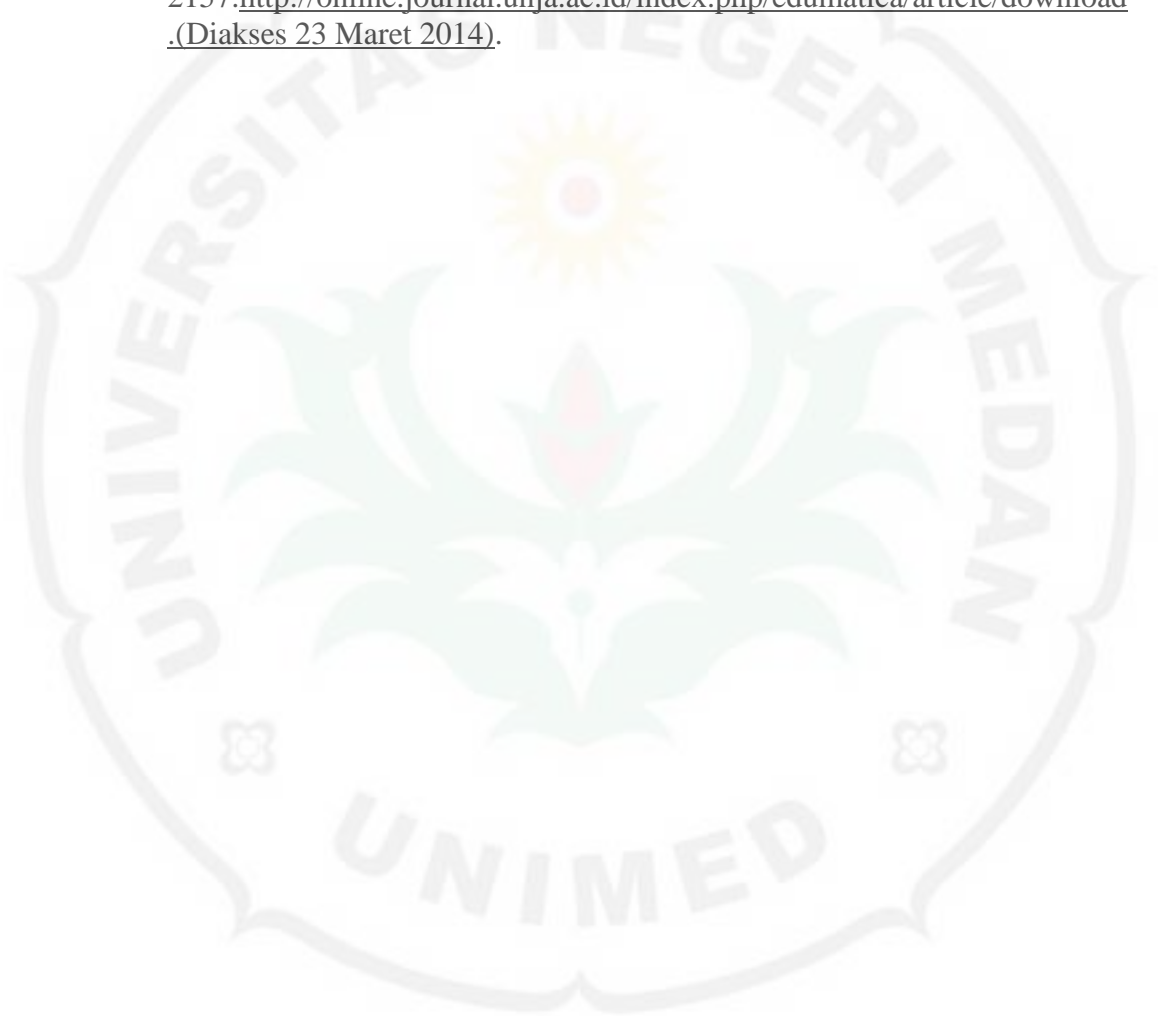 2157.http://online.journal.unja.ac.id/index.php/edumatica/article/download
.(Diakses 23 Maret 2014).
UNIVERSITAS NEGERI MEDAN
UNIMED